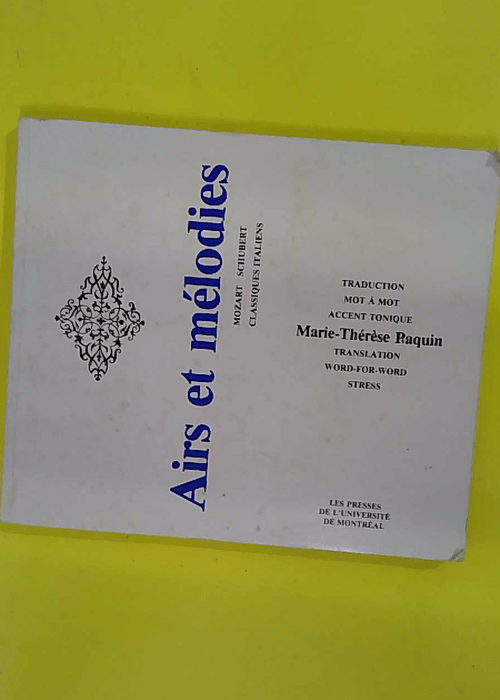 Airs et mélodies
MOZART SCHUBERT
CLASSIQUES ITALIENS
TRADUCTION
MOT À MOT
ACCENT TONIQUE
Marie-Thérèse Paquin
TRANSLATION
WORD-FOR-WORD
STRESS
LES PRESSES
DE L'UNIVERSITÉ
DE MONTRÉAL